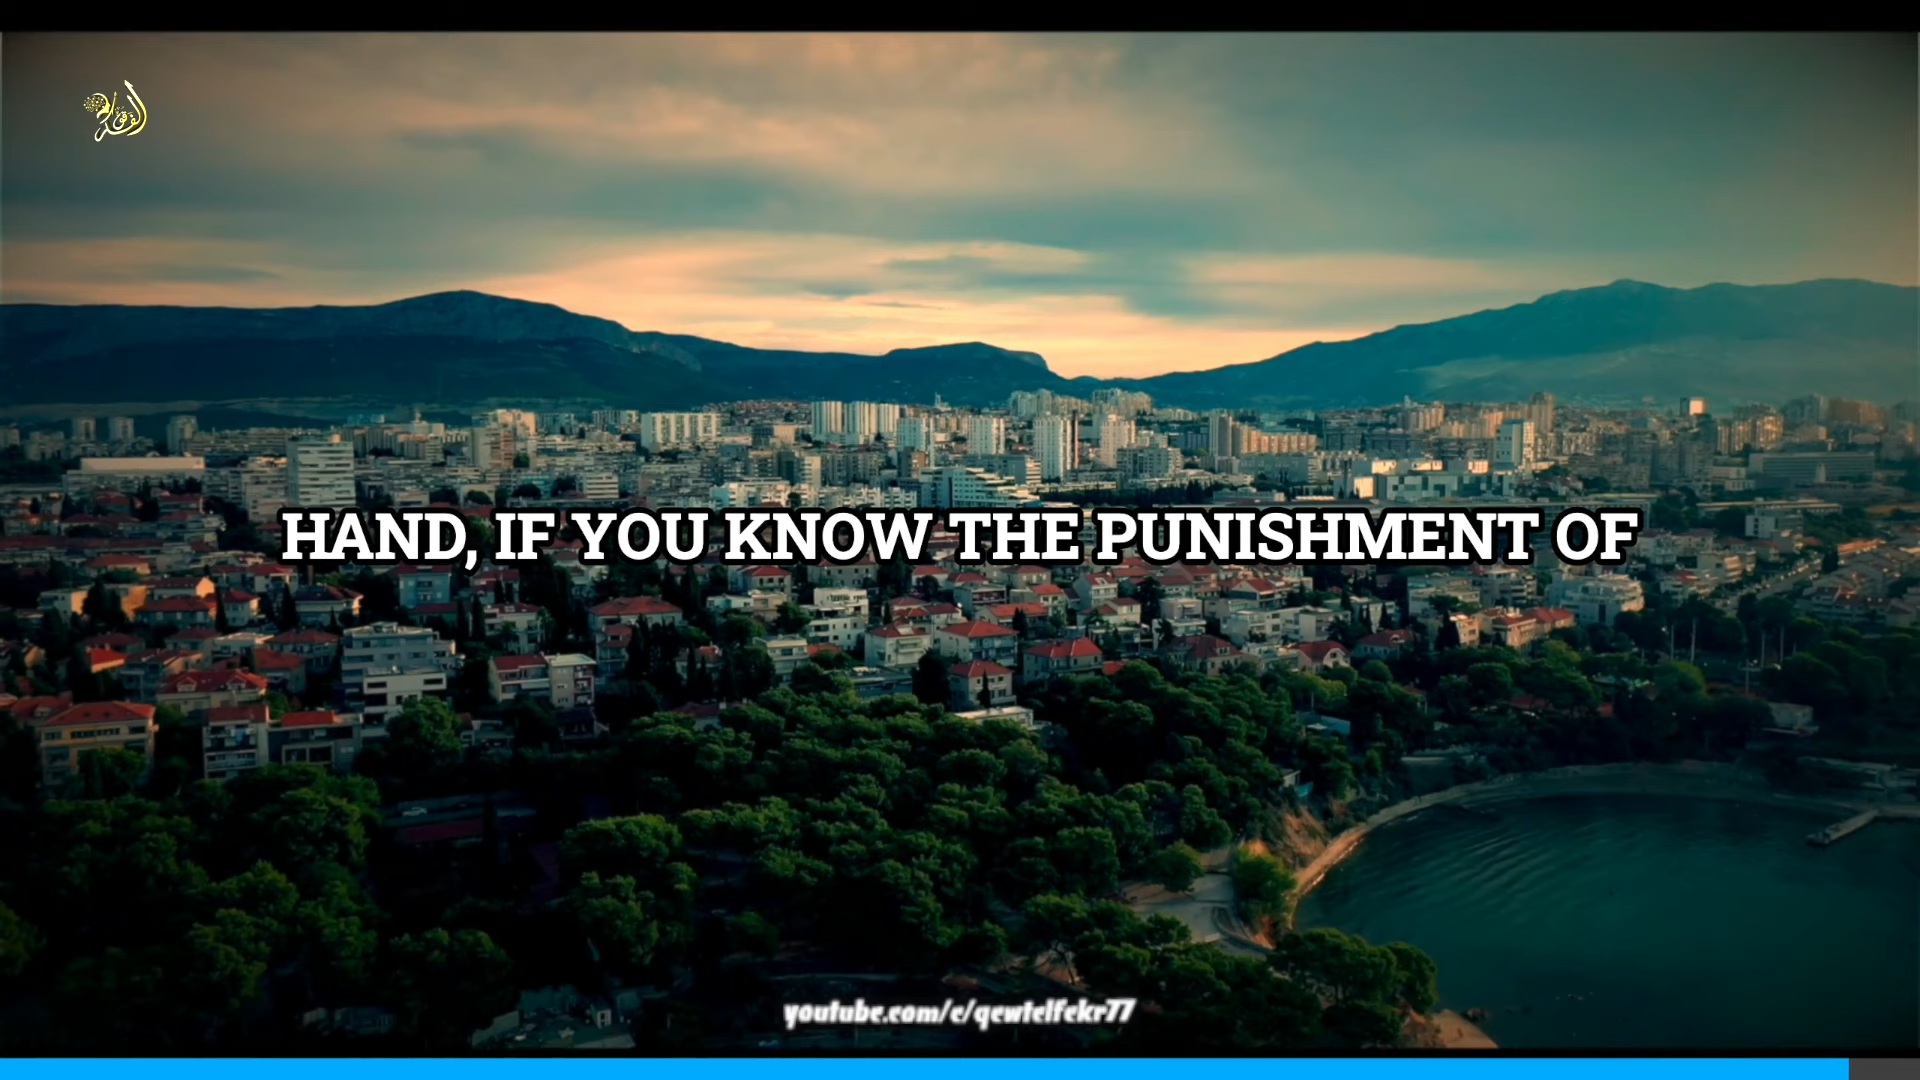 HAND, IF YOU KNOW THE PUNISHMENT OF
youtube.com/c/qewtelfekr77